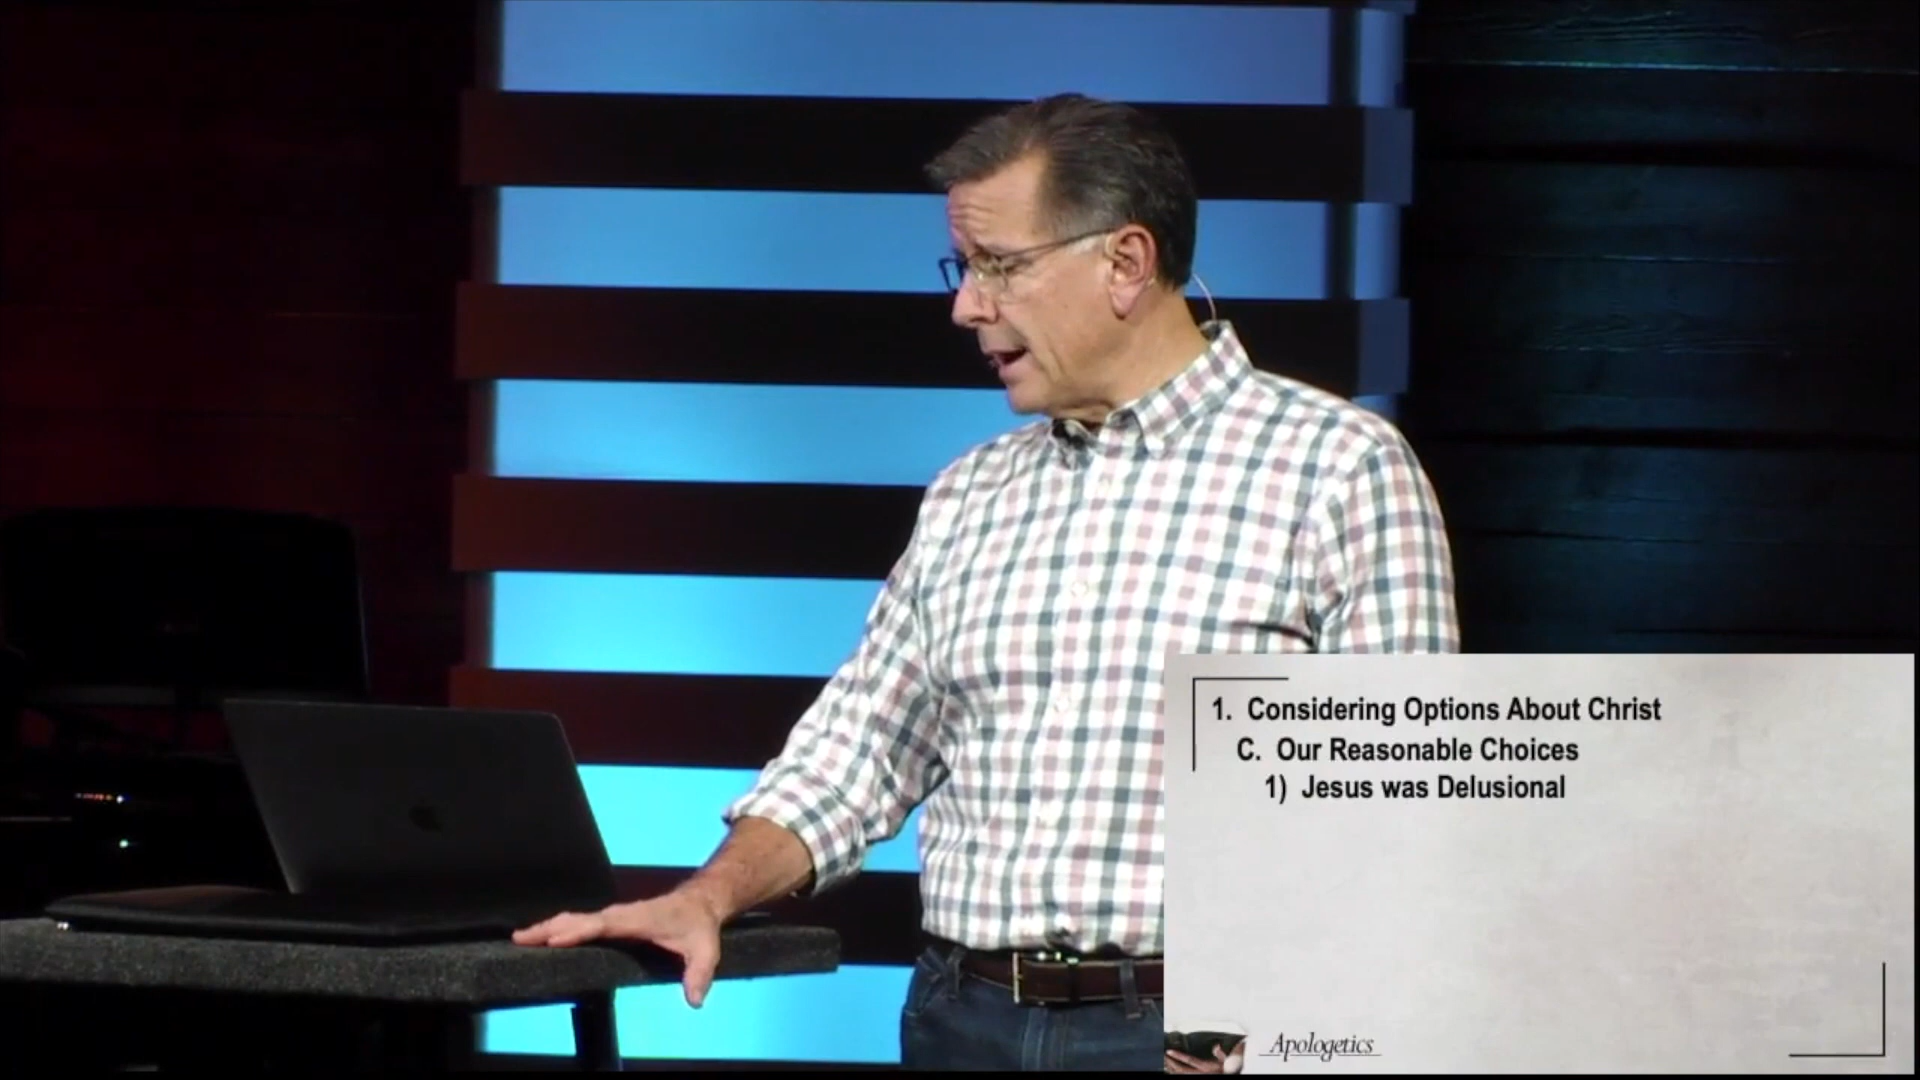 1. Considering Options About Christ
C. Our Reasonable Choices
1) Jesus was Delusional
Apologetics